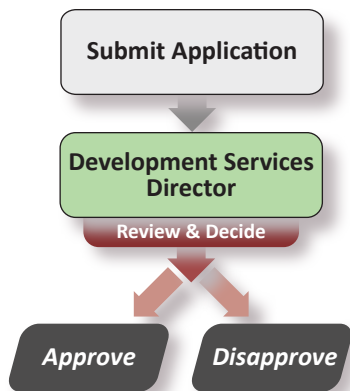 Submit Application
Development Services
Director
Review & Decide
Approve
Disapprove